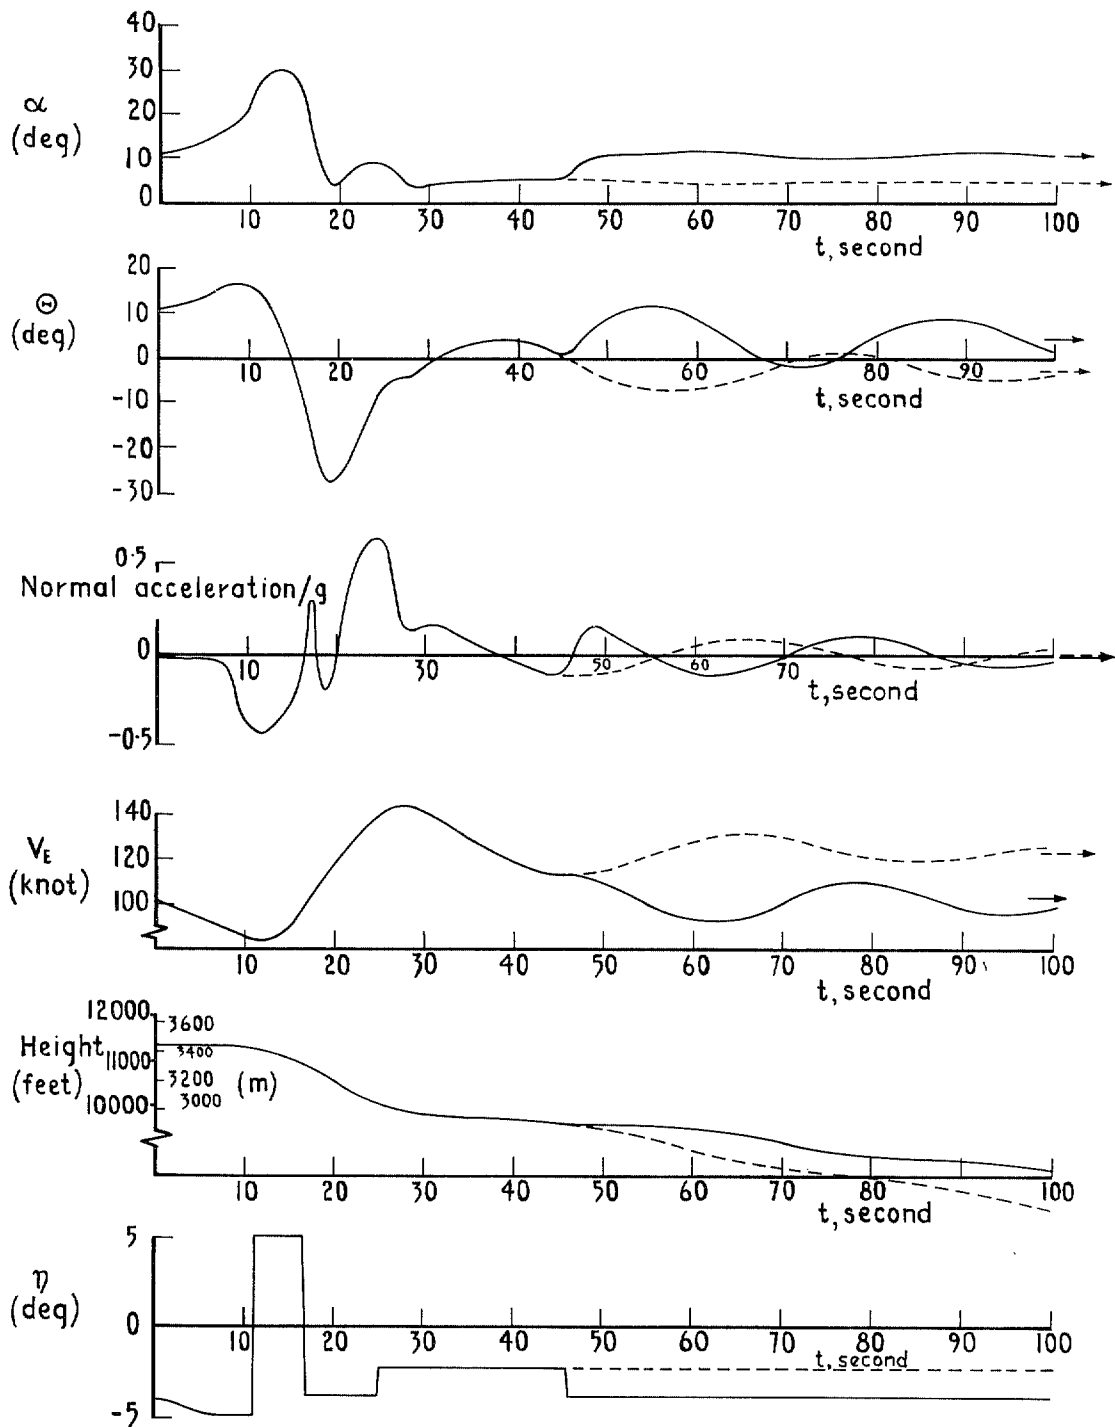 40
30
α
(deg)
20
10
0
10 20 30 40 50 60 70 80 90 100
t, second
20
Θ
(deg)
10
0
10 20 40 60 80 90
t, second
-10
-20
-30
0·5
Normal acceleration/g
0
10 30 50 60 70
t, second
-0·5
140
V_E
(knot)
120
100
10 20 30 40 50 60 70 80 90 100
t, second
12000
3600
Height
(feet)
11000
3400
3200 (m)
10000
3000
10 20 30 40 50 60 70 80 90 100
t, second
5
η
(deg)
0
10 20 30 40 50 60 70 80 90 100
t, second
-5